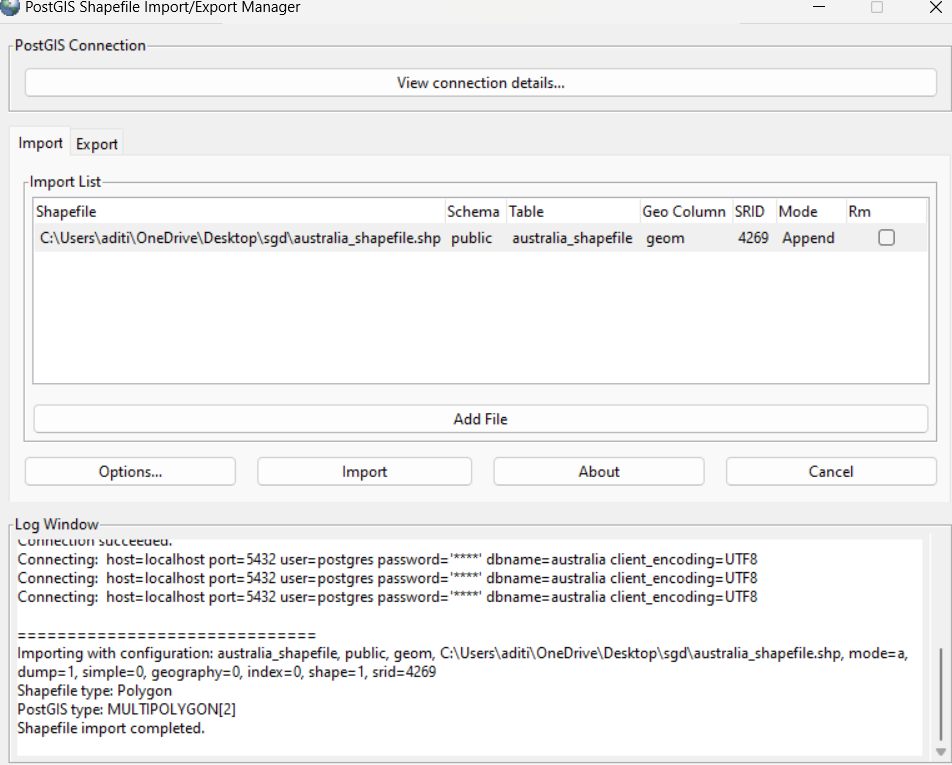 PostGIS Shapefile Import/Export Manager
PostGIS Connection
View connection details...
Import Export
Import List
Shapefile Schema Table Geo Column SRID Mode Rm
C:\Users\aditi\OneDrive\Desktop\sgd\australia_shapefile.shp public australia_shapefile geom 4269 Append
Add File
Options... Import About Cancel
Log Window
Connection succeeded.
Connecting:  host=localhost port=5432 user=postgres password='****' dbname=australia client_encoding=UTF8
Connecting:  host=localhost port=5432 user=postgres password='****' dbname=australia client_encoding=UTF8
Connecting:  host=localhost port=5432 user=postgres password='****' dbname=australia client_encoding=UTF8
==============================
Importing with configuration: australia_shapefile, public, geom, C:\Users\aditi\OneDrive\Desktop\sgd\australia_shapefile.shp, mode=a,
dump=1, simple=0, geography=0, index=0, shape=1, srid=4269
Shapefile type: Polygon
PostGIS type: MULTIPOLYGON[2]
Shapefile import completed.